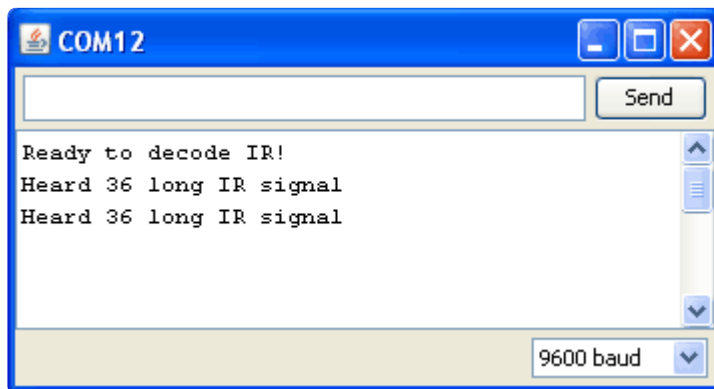 COM12
Send
Ready to decode IR!
Heard 36 long IR signal
Heard 36 long IR signal
9600 baud